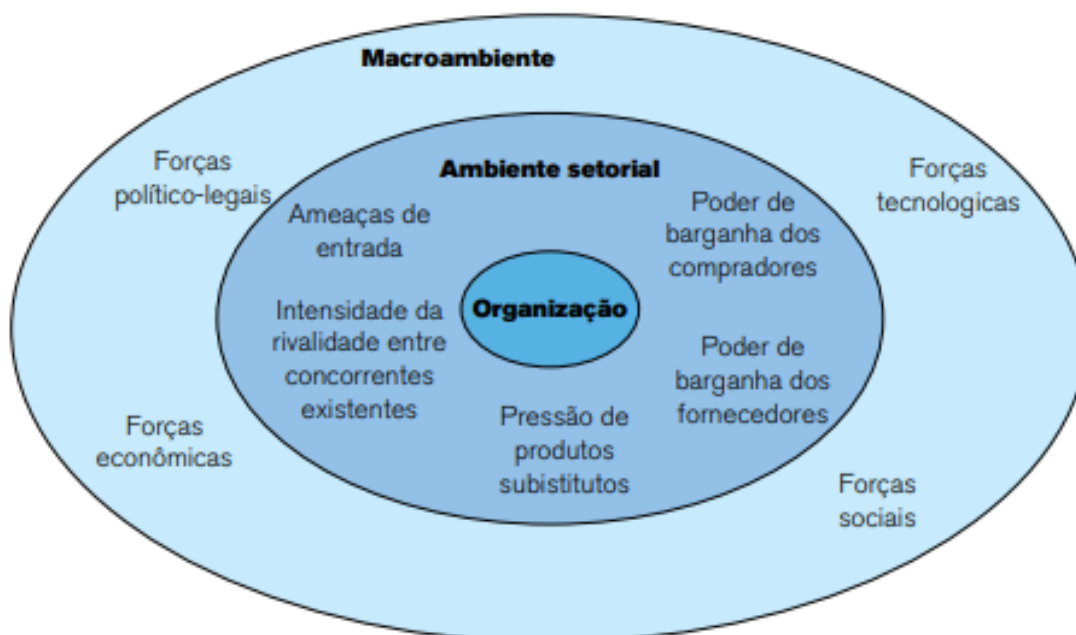 Macroambiente
Forças
político-legais
Forças
tecnologicas
Ambiente setorial
Ameaças de
entrada
Poder de
barganha dos
compradores
Organização
Intensidade da
rivalidade entre
concorrentes
existentes
Poder de
barganha dos
fornecedores
Pressão de
produtos
subistitutos
Forças
econômicas
Forças
sociais